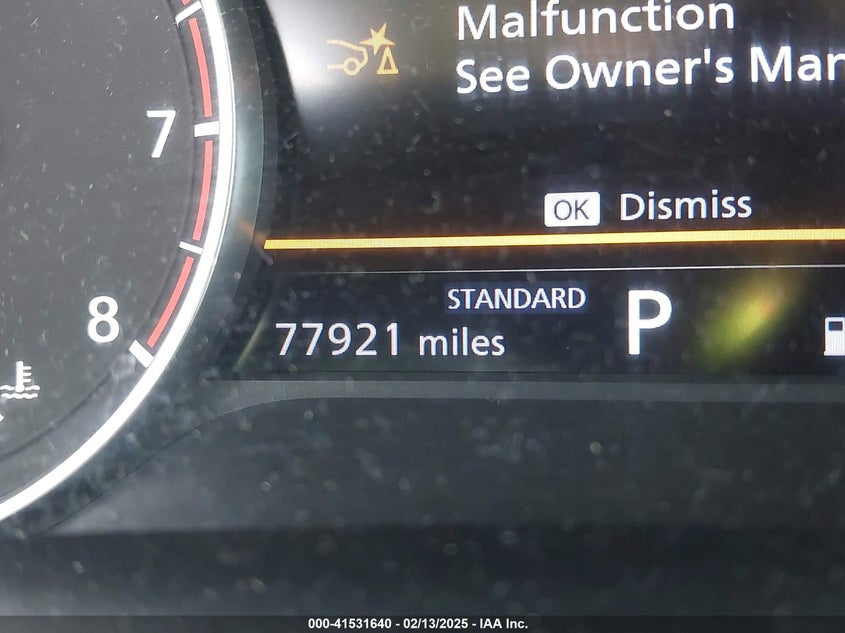 Malfunction
See Owner's Man
7
OK Dismiss
8
STANDARD
77921 miles P
000-41531640 - 02/13/2025 - IAA Inc.